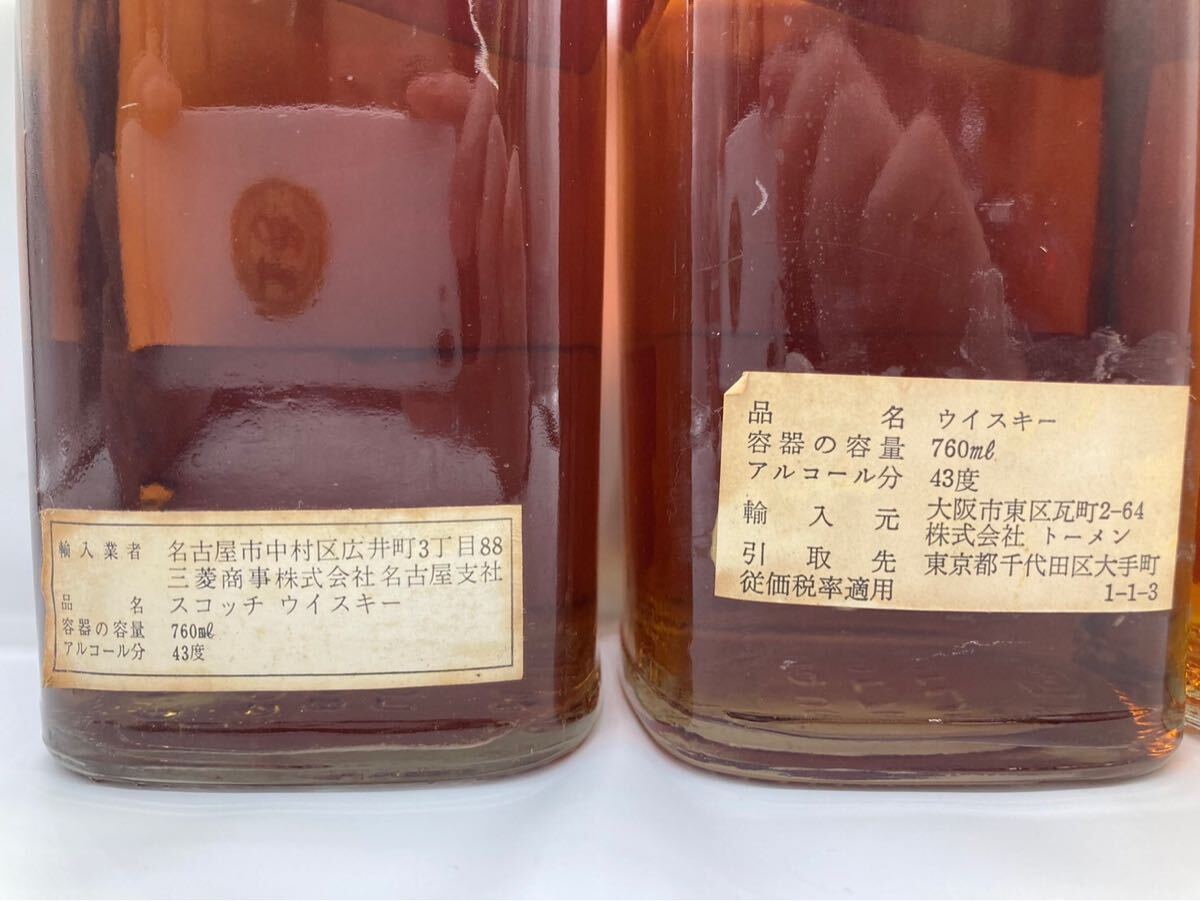 輸入業者 名古屋市中村区広井町3丁目88
三菱商事株式会社名古屋支社
品名 スコッチ ウイスキー
容器の容量 760ml
アルコール分 43度
品名 ウイスキー
容器の容量 760ml
アルコール分 43度
輸入元 大阪市東区瓦町2-64
株式会社 トーメン
引取先 東京都千代田区大手町
従価税率適用 1-1-3